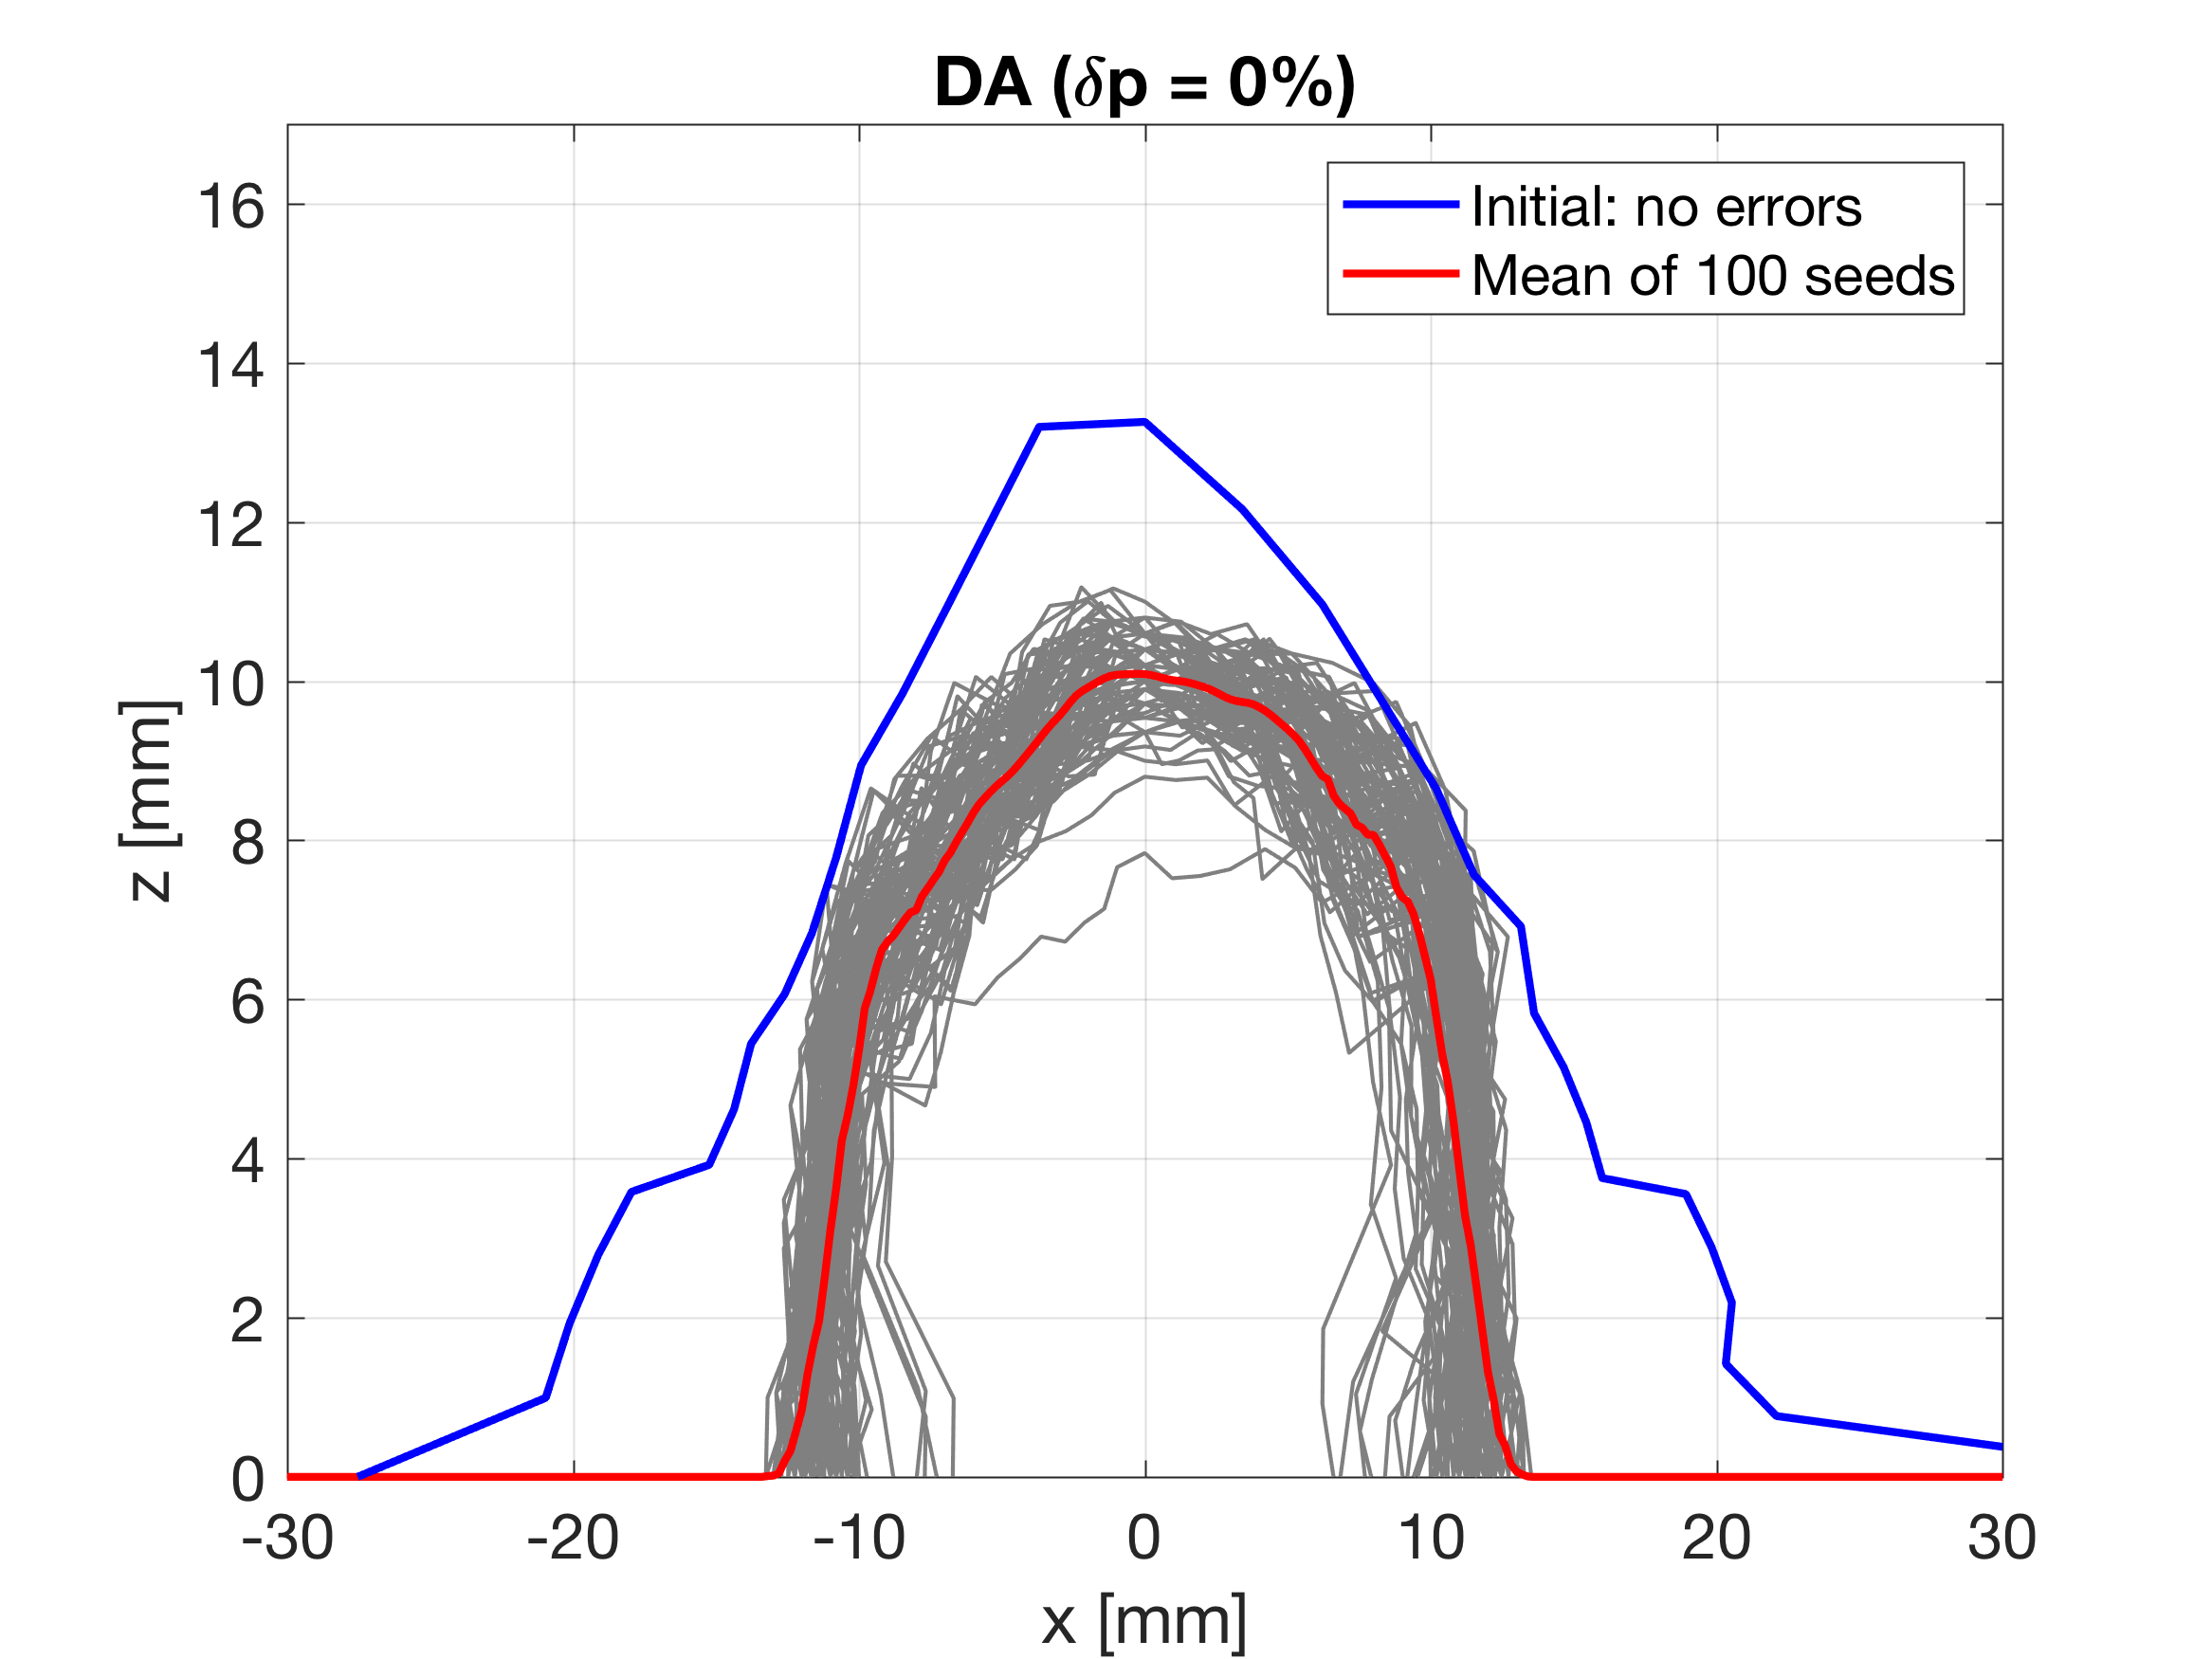 DA (δp = 0%)
Initial: no errors
Mean of 100 seeds
16
14
12
10
8
6
4
2
0
z [mm]
-30 -20 -10 0 10 20 30
x [mm]